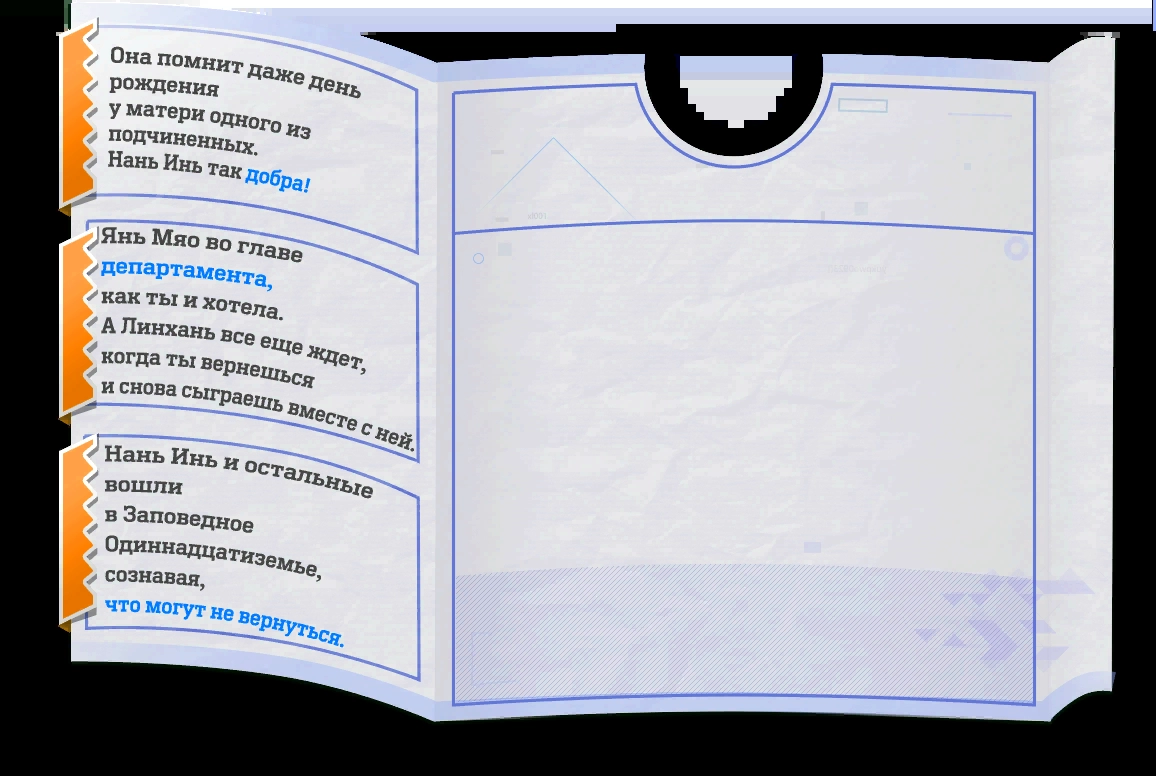 Она помнит даже день
рождения
у матери одного из
подчиненных.
Нань Инь так добра!
Янь Мяо во главе
департамента,
как ты и хотела.
А Линхань все еще ждет,
когда ты вернешься
и снова сыграешь вместе с ней.
Нань Инь и остальные
вошли
в Заповедное
Одиннадцатиземье,
сознавая,
что могут не вернуться.